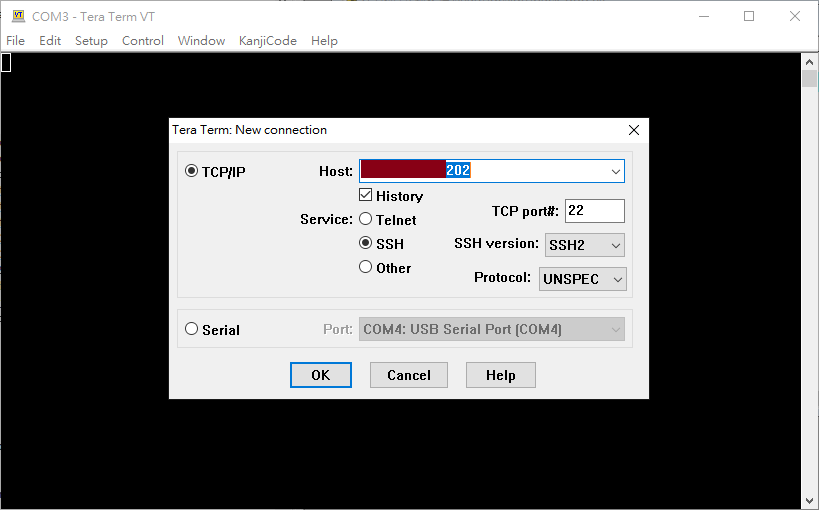 VT COM3 - Tera Term VT
File Edit Setup Control Window KanjiCode Help
Tera Term: New connection
TCP/IP Host: 202
History
Service: Telnet TCP port#: 22
SSH SSH version: SSH2
Other Protocol: UNSPEC
Serial Port: COM4: USB Serial Port (COM4)
OK Cancel Help